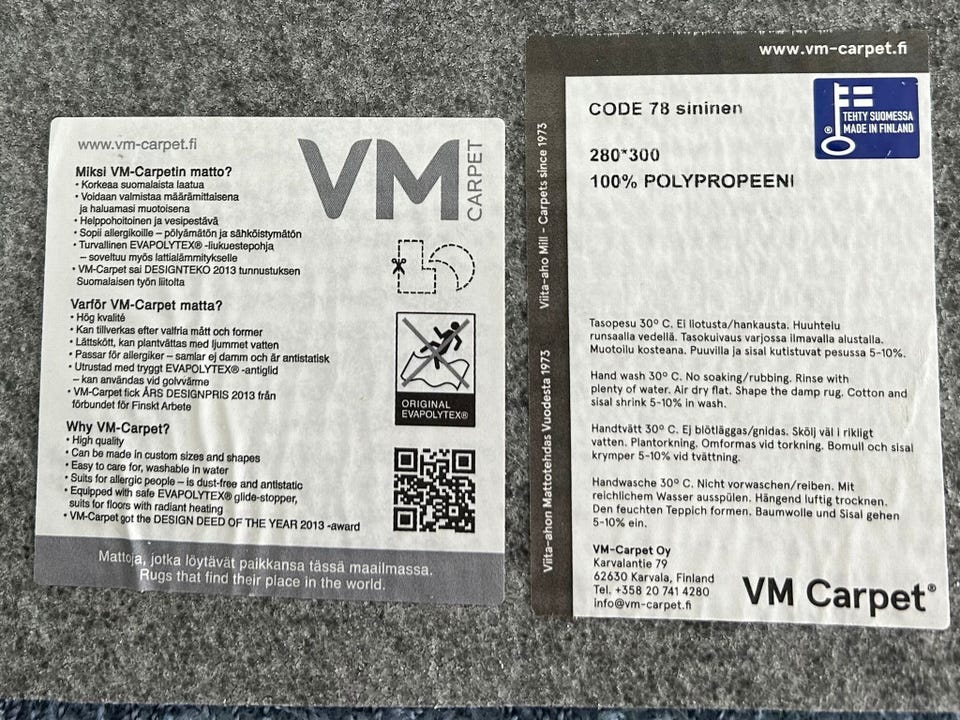 www.vm-carpet.fi
VM
CARPET
Miksi VM-Carpetin matto?
• Korkeaa suomalaista laatua
• Voidaan valmistaa määrämittaisena
ja haluamasi muotoisena
• Helppohoitoinen ja vesipestävä
• Sopii allergikoille – pölyämätön ja sähköistymätön
• Turvallinen EVAPOLYTEX® -liukuestepohja
– soveltuu myös lattialämmitykselle
• VM-Carpet sai DESIGNTEKO 2013 tunnustuksen
Suomalaisen työn liitolta
Varför VM-Carpet matta?
• Hög kvalité
• Kan tillverkas efter valfria mått och former
• Lättskött, kan plantvättas med ljummet vatten
• Passar för allergiker – samlar ej damm och är antistatisk
• Utrustad med tryggt EVAPOLYTEX® -antiglid
– kan användas vid golvvärme
• VM-Carpet fick ÅRS DESIGNPRIS 2013 från
förbundet för Finskt Arbete
Why VM-Carpet?
• High quality
• Can be made in custom sizes and shapes
• Easy to care for, washable in water
• Suits for allergic people – is dust-free and antistatic
• Equipped with safe EVAPOLYTEX® glide-stopper,
suits for floors with radiant heating
• VM-Carpet got the DESIGN DEED OF THE YEAR 2013 -award
ORIGINAL
EVAPOLYTEX®
Mattoja, jotka löytävät paikkansa tässä maailmassa.
Rugs that find their place in the world.
www.vm-carpet.fi
Viita-aho Mill - Carpets since 1973
Viita-ahon Mattotehdas Vuodesta 1973
CODE 78 sininen
280*300
100% POLYPROPEENI
TEHTY SUOMESSA
® MADE IN FINLAND
Tasopesu 30° C. Ei liotusta/hankausta. Huuhtelu
runsaalla vedellä. Tasokuivaus varjossa ilmavalla alustalla.
Muotoilu kosteana. Puuvilla ja sisal kutistuvat pesussa 5-10%.
Hand wash 30° C. No soaking/rubbing. Rinse with
plenty of water. Air dry flat. Shape the damp rug. Cotton and
sisal shrink 5-10% in wash.
Handtvätt 30° C. Ej blötläggas/gnidas. Skölj väl i rikligt
vatten. Plantorkning. Omformas vid torkning. Bomull och sisal
krymper 5-10% vid tvättning.
Handwasche 30° C. Nicht vorwaschen/reiben. Mit
reichlichem Wasser ausspülen. Hängend luftig trocknen.
Den feuchten Teppich formen. Baumwolle und Sisal gehen
5-10% ein.
VM-Carpet Oy
Karvalantie 79
62630 Karvala, Finland
Tel. +358 20 741 4280
info@vm-carpet.fi
VM Carpet®